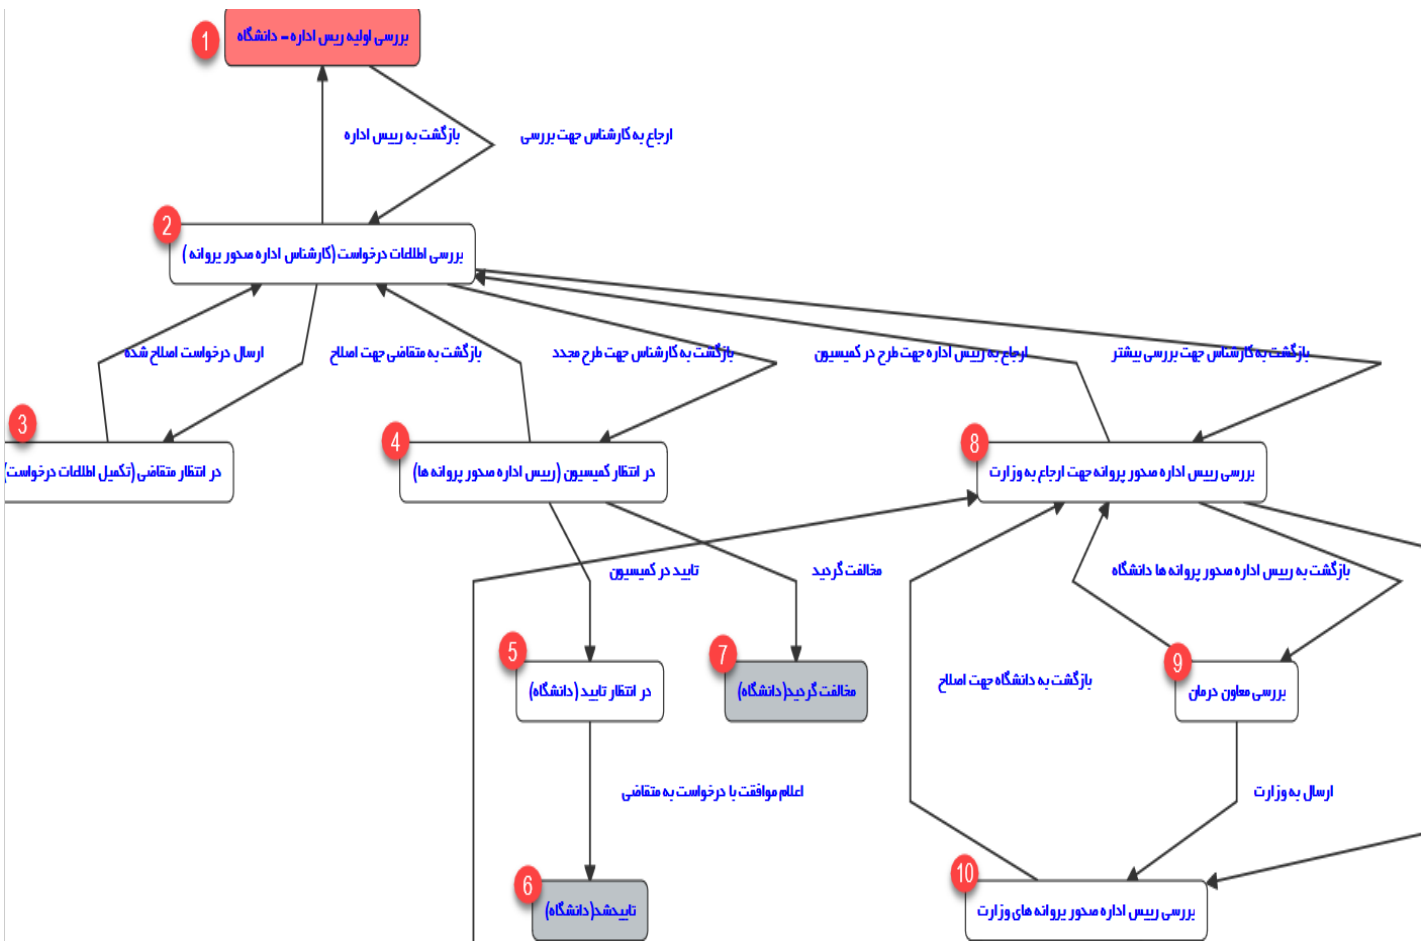 1
بررسی اولیه ریس اداره – دانشگاه
ارجاع به کارشناس جهت بررسی
بازگشت به رییس اداره
2
بررسی اطلاعات درخواست (کارشناس اداره صدور پروانه )
بازگشت به کارشناس جهت بررسی بیشتر
ارجاع به رییس اداره جهت طرح در کمیسیون
بازگشت به کارشناس جهت طرح مجدد
بازگشت به متقاضی جهت اصلاح
ارسال درخواست اصلاح شده
8
بررسی رییس اداره صدور پروانه جهت ارجاع به وزارت
4
در انتظار کمیسیون (رییس اداره صدور پروانه ها)
3
در انتظار متقاضی (تکمیل اطلاعات درخواست)
بازگشت به رییس اداره صدور پروانه ها دانشگاه
مخالفت گردید
تایید در کمیسیون
9
بررسی معاون درمان
بازگشت به دانشگاه جهت اصلاح
7
مخالفت گردید(دانشگاه)
5
در انتظار تایید (دانشگاه)
ارسال به وزارت
اعلام موافقت با درخواست به متقاضی
10
بررسی رییس اداره صدور پروانه های وزارت
6
تاییدشد(دانشگاه)